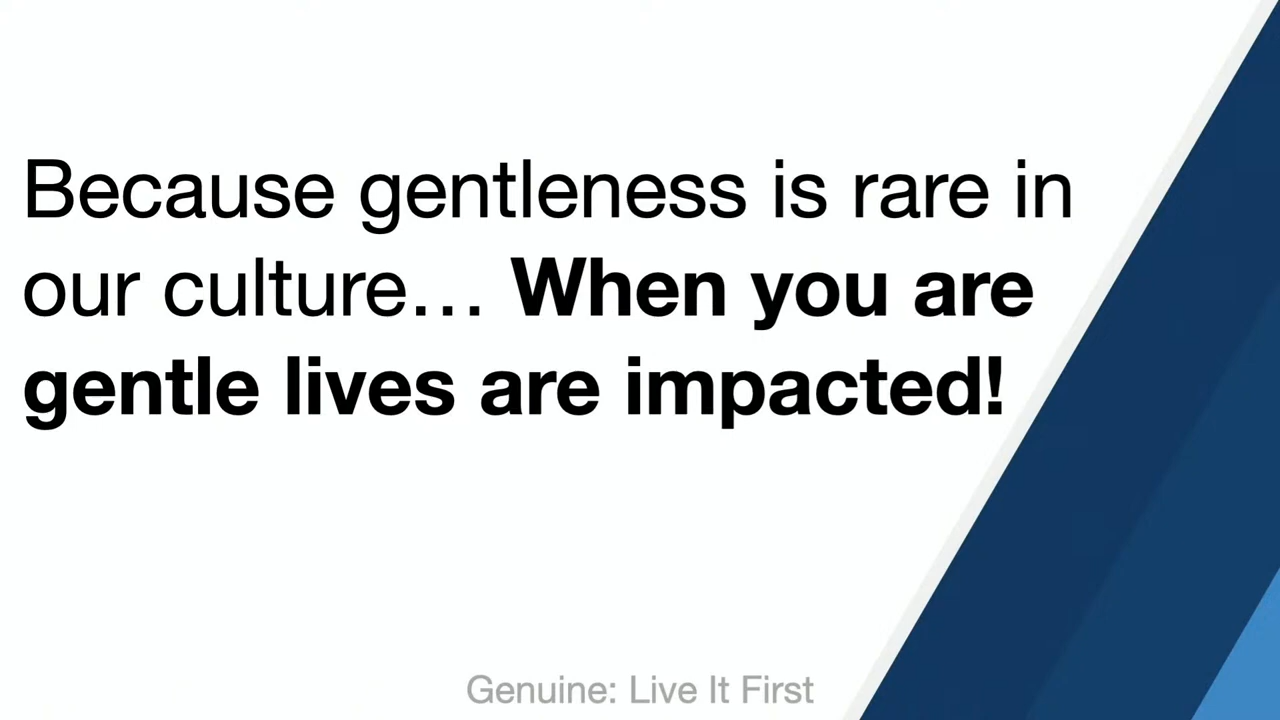 Because gentleness is rare in
our culture… When you are
gentle lives are impacted!
Genuine: Live It First